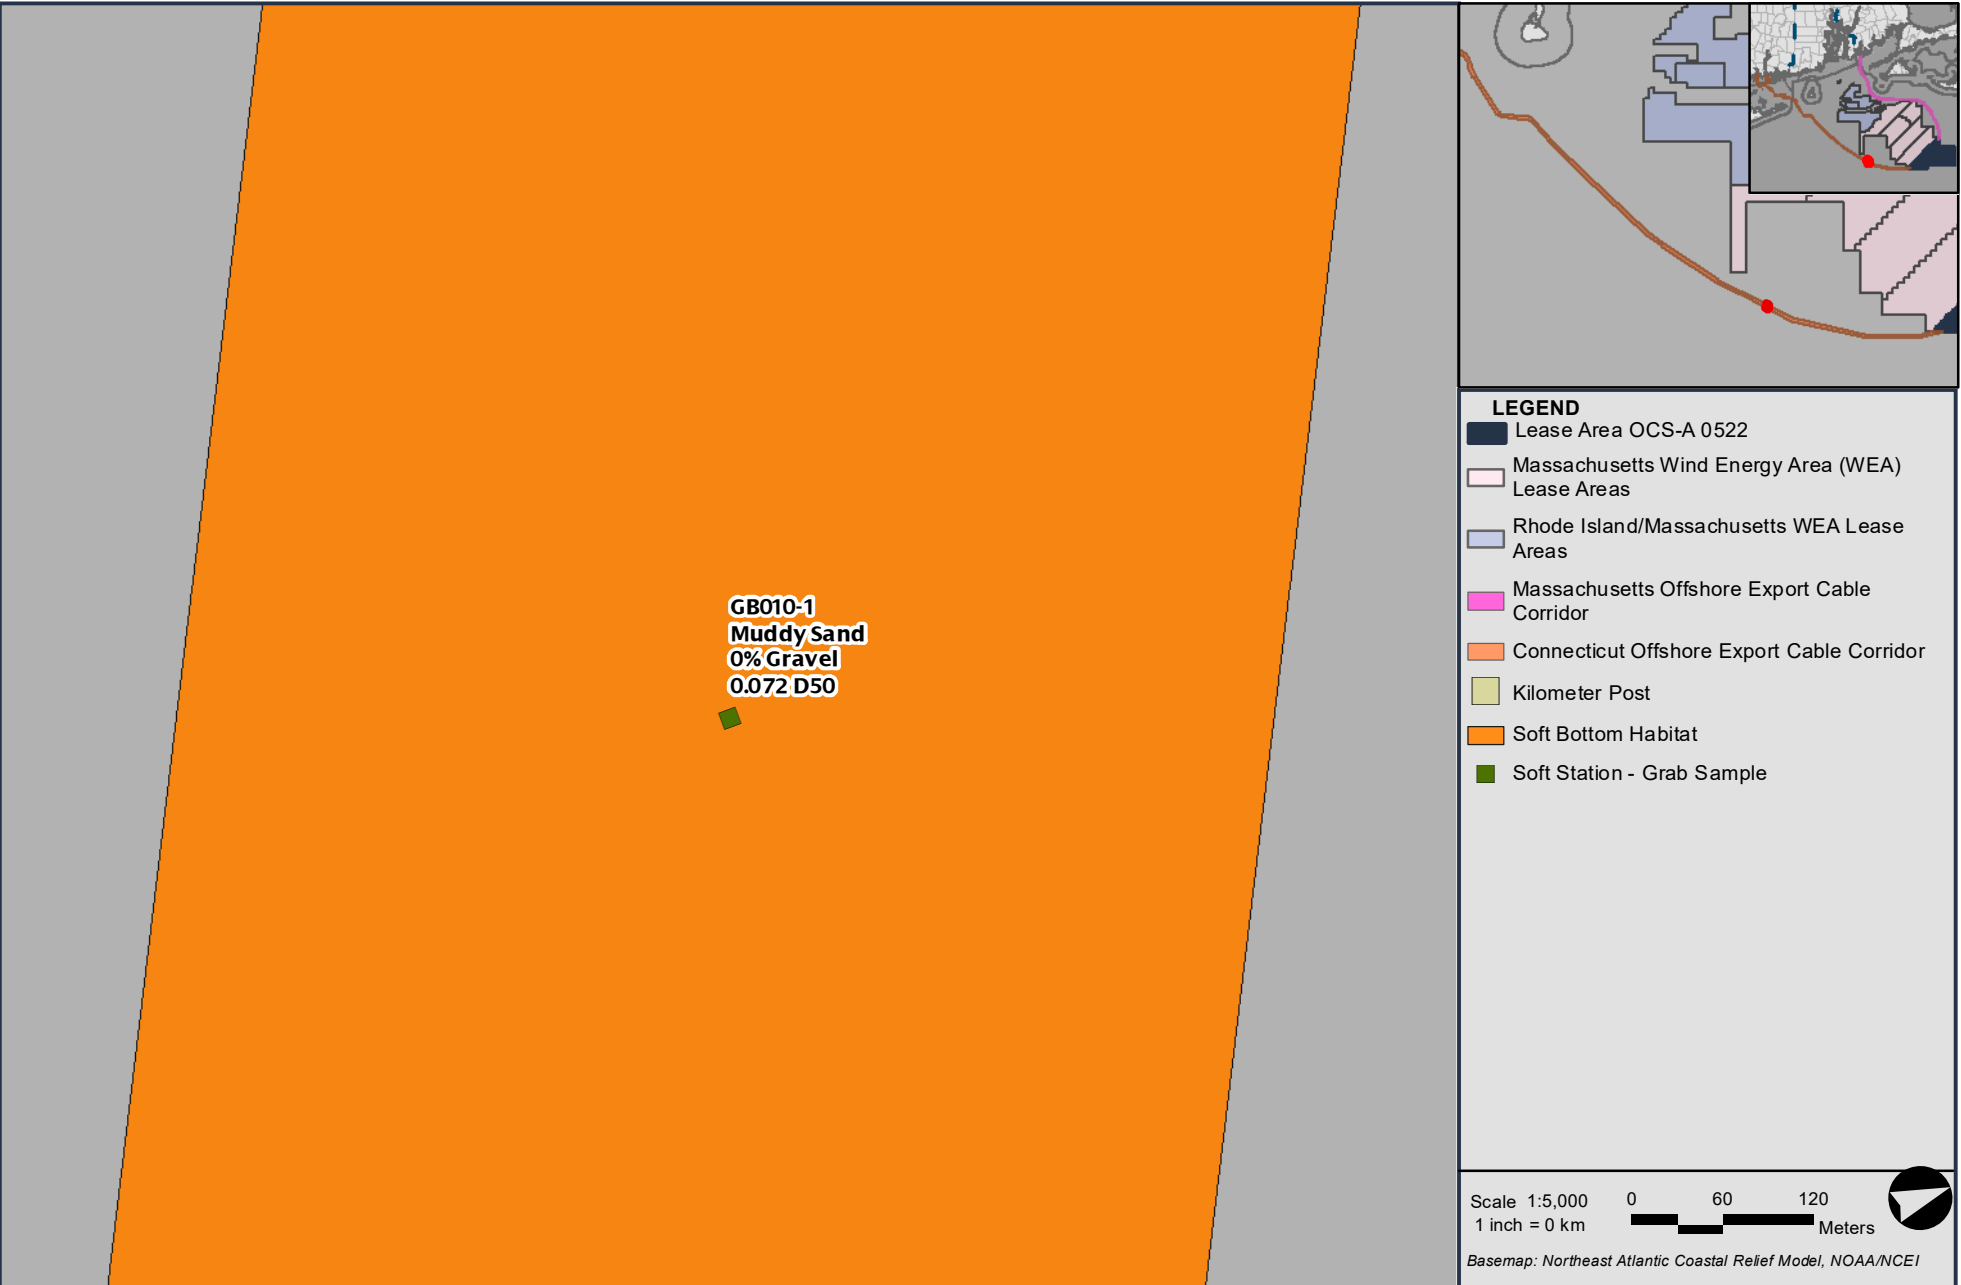 GB010-1
Muddy Sand
0% Gravel
0.072 D50
LEGEND
Lease Area OCS-A 0522
Massachusetts Wind Energy Area (WEA)
Lease Areas
Rhode Island/Massachusetts WEA Lease
Areas
Massachusetts Offshore Export Cable
Corridor
Connecticut Offshore Export Cable Corridor
Kilometer Post
Soft Bottom Habitat
Soft Station - Grab Sample
Scale 1:5,000
1 inch = 0 km
0 60 120
Meters
Basemap: Northeast Atlantic Coastal Relief Model, NOAA/NCEI